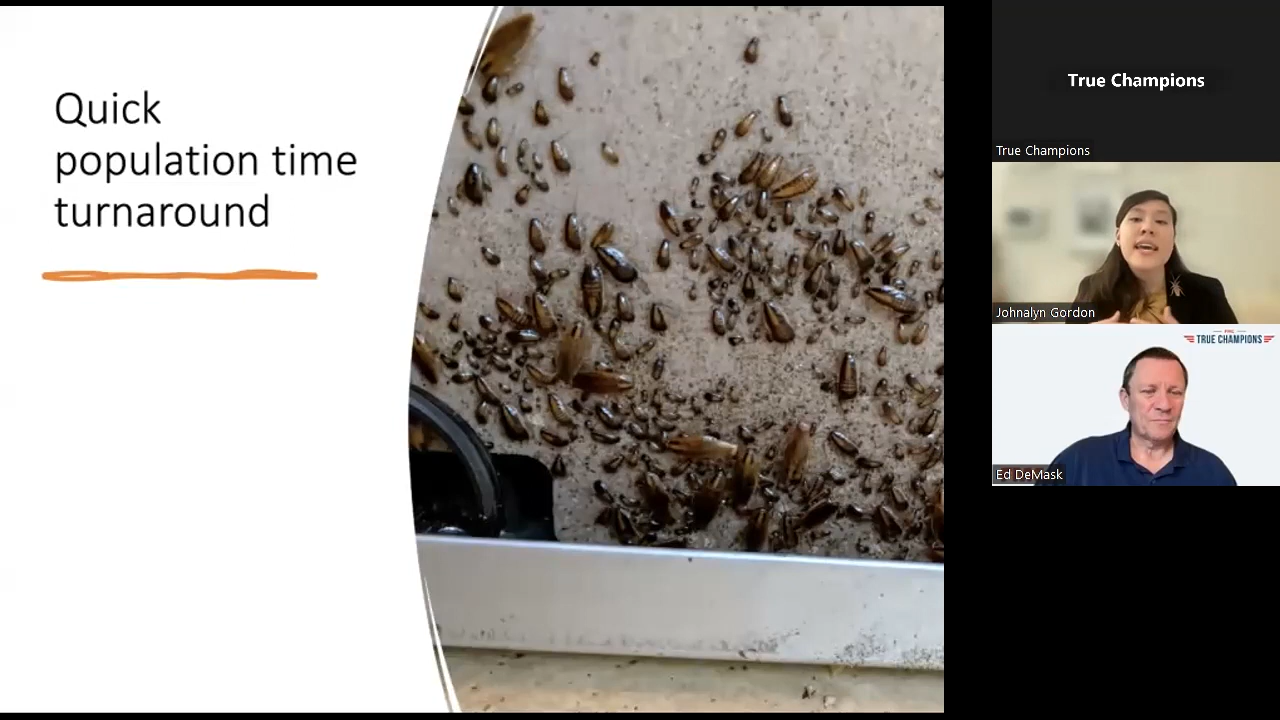 Quick
population time
turnaround
True Champions
True Champions
Johnalyn Gordon
TRUE CHAMPIONS
Ed DeMask